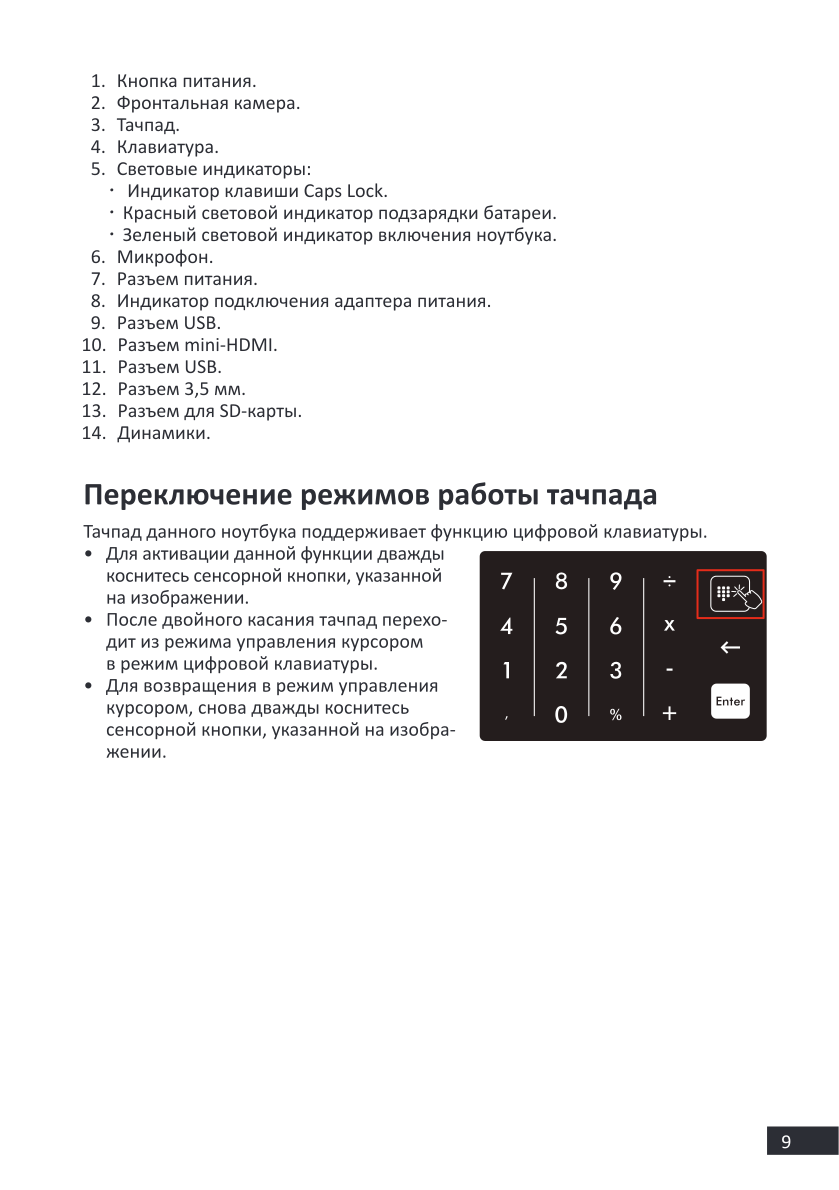 1. Кнопка питания.
2. Фронтальная камера.
3. Тачпад.
4. Клавиатура.
5. Световые индикаторы:
· Индикатор клавиши Caps Lock.
· Красный световой индикатор подзарядки батареи.
· Зеленый световой индикатор включения ноутбука.
6. Микрофон.
7. Разъем питания.
8. Индикатор подключения адаптера питания.
9. Разъем USB.
10. Разъем mini-HDMI.
11. Разъем USB.
12. Разъем 3,5 мм.
13. Разъем для SD-карты.
14. Динамики.
Переключение режимов работы тачпада
Тачпад данного ноутбука поддерживает функцию цифровой клавиатуры.
• Для активации данной функции дважды
коснитесь сенсорной кнопки, указанной
на изображении.
• После двойного касания тачпад перехо-
дит из режима управления курсором
в режим цифровой клавиатуры.
• Для возвращения в режим управления
курсором, снова дважды коснитесь
сенсорной кнопки, указанной на изобра-
жении.
7 8 9 ÷
4 5 6 x
←
1 2 3 -
Enter
, 0 % +
9